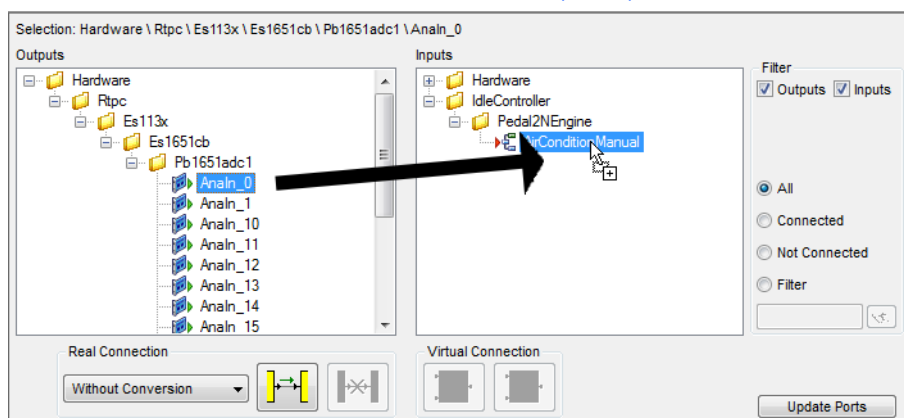 Selection: Hardware \ Rtpc \ Es113x \ Es1651cb \ Pb1651adc1 \ AnaIn_0
Outputs
Hardware
Rtpc
Es113x
Es1651cb
Pb1651adc1
AnaIn_0
AnaIn_1
AnaIn_10
AnaIn_11
AnaIn_12
AnaIn_13
AnaIn_14
AnaIn_15
Inputs
Hardware
IdleController
Pedal2NEngine
AirConditionManual
Filter
Outputs Inputs
All
Connected
Not Connected
Filter
Real Connection
Without Conversion
Virtual Connection
Update Ports